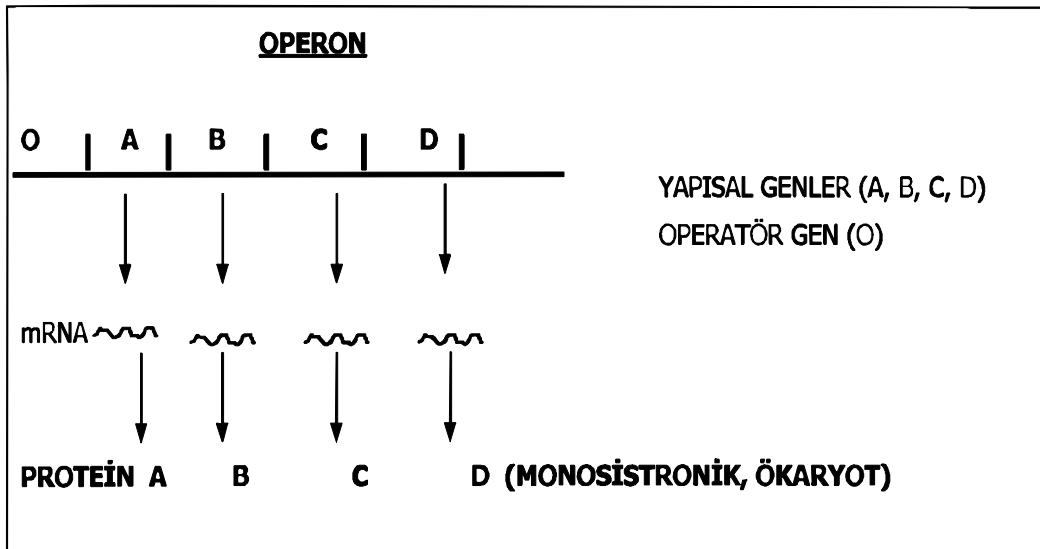 OPERON
O A B C D
YAPISAL GENLER (A, B, C, D)
OPERATÖR GEN (O)
mRNA
PROTEİN A B C D (MONOSİSTRONİK, ÖKARYOT)